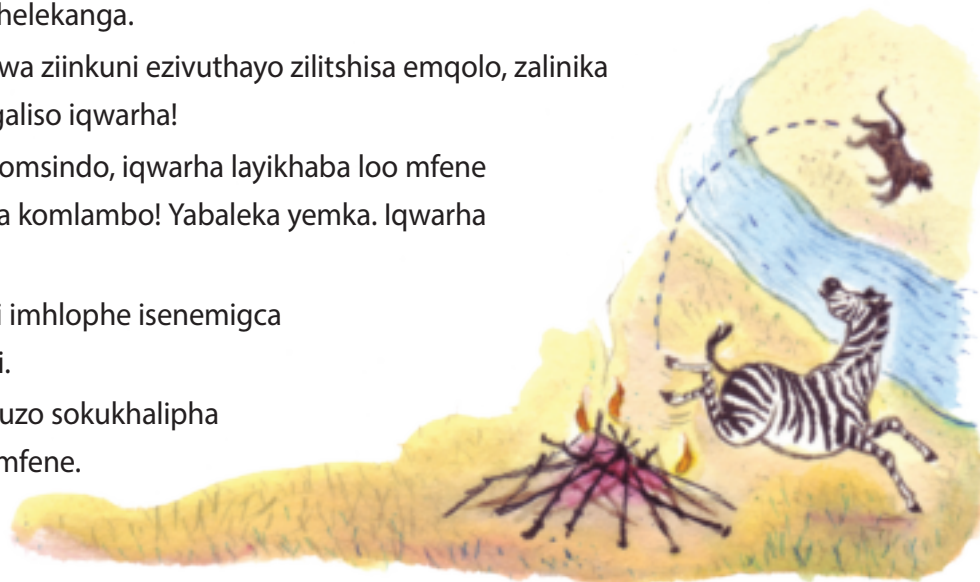 helekanga.
wa ziinkuni ezivuthayo zilitshisa emqolo, zalinika
galiso iqwarha!
omsindo, iqwarha layikhaba loo mfene
a komlambo! Yabaleka yemka. Iqwarha
i imhlophe isenemigca
i.
uzo sokukhalipha
mfene.